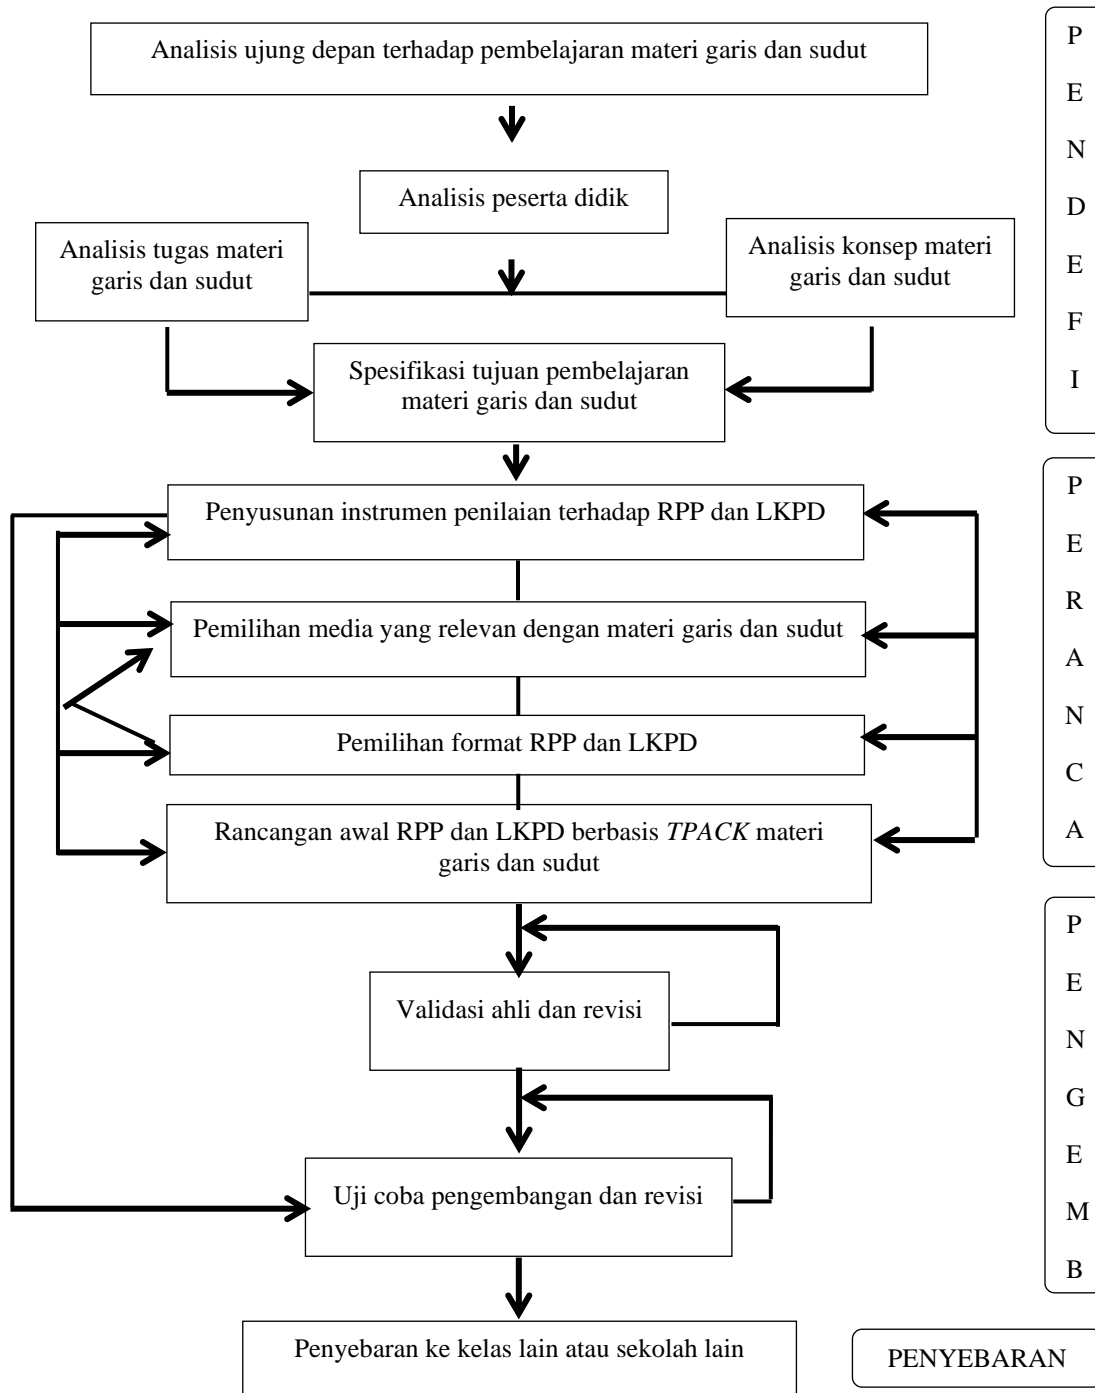 Analisis ujung depan terhadap pembelajaran materi garis dan sudut
Analisis peserta didik
Analisis tugas materi
garis dan sudut
Analisis konsep materi
garis dan sudut
Spesifikasi tujuan pembelajaran
materi garis dan sudut
P
E
N
D
E
F
I
Penyusunan instrumen penilaian terhadap RPP dan LKPD
Pemilihan media yang relevan dengan materi garis dan sudut
Pemilihan format RPP dan LKPD
Rancangan awal RPP dan LKPD berbasis TPACK materi
garis dan sudut
P
E
R
A
N
C
A
Validasi ahli dan revisi
Uji coba pengembangan dan revisi
P
E
N
G
E
M
B
Penyebaran ke kelas lain atau sekolah lain
PENYEBARAN